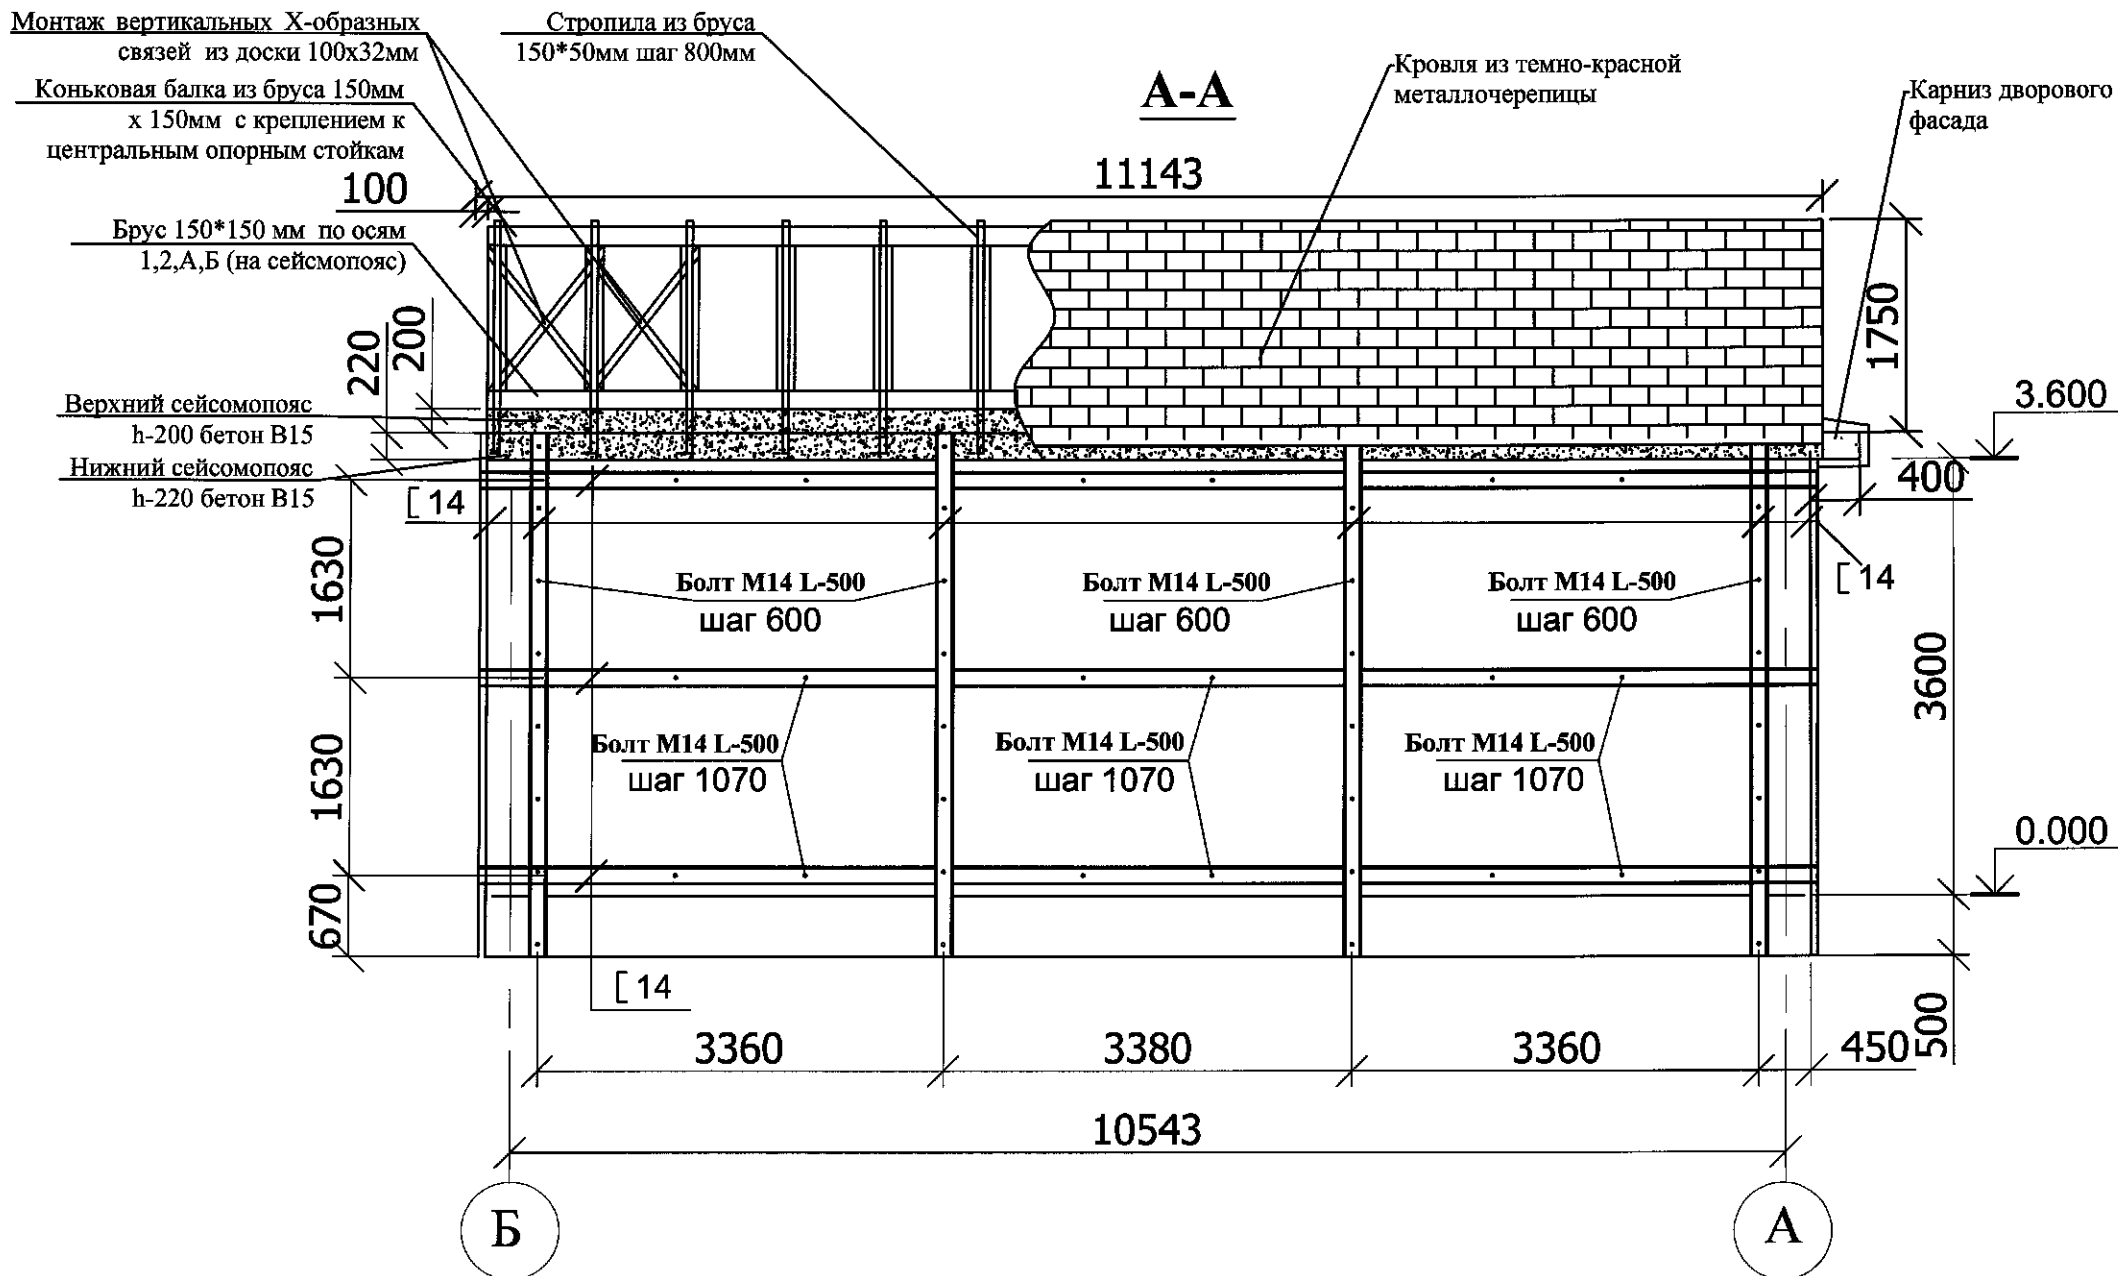 Монтаж вертикальных Х-образных
связей из доски 100х32мм
Стропила из бруса
150*50мм шаг 800мм
Коньковая балка из бруса 150мм
х 150мм с креплением к
центральным опорным стойкам
А-А
Кровля из темно-красной
металлочерепицы
Карниз дворового
фасада
100
11143
Брус 150*150 мм по осям
1,2,А,Б (на сейсмопояс)
220
200
1750
Верхний сейсомопояс
h-200 бетон В15
Нижний сейсомопояс
h-220 бетон В15
3.600
400
[ 14
[ 14
1630
Болт М14 L-500
шаг 600
Болт М14 L-500
шаг 600
Болт М14 L-500
шаг 600
3600
1630
Болт М14 L-500
шаг 1070
Болт М14 L-500
шаг 1070
Болт М14 L-500
шаг 1070
0.000
670
[ 14
500
3360
3380
3360
450
10543
Б
А